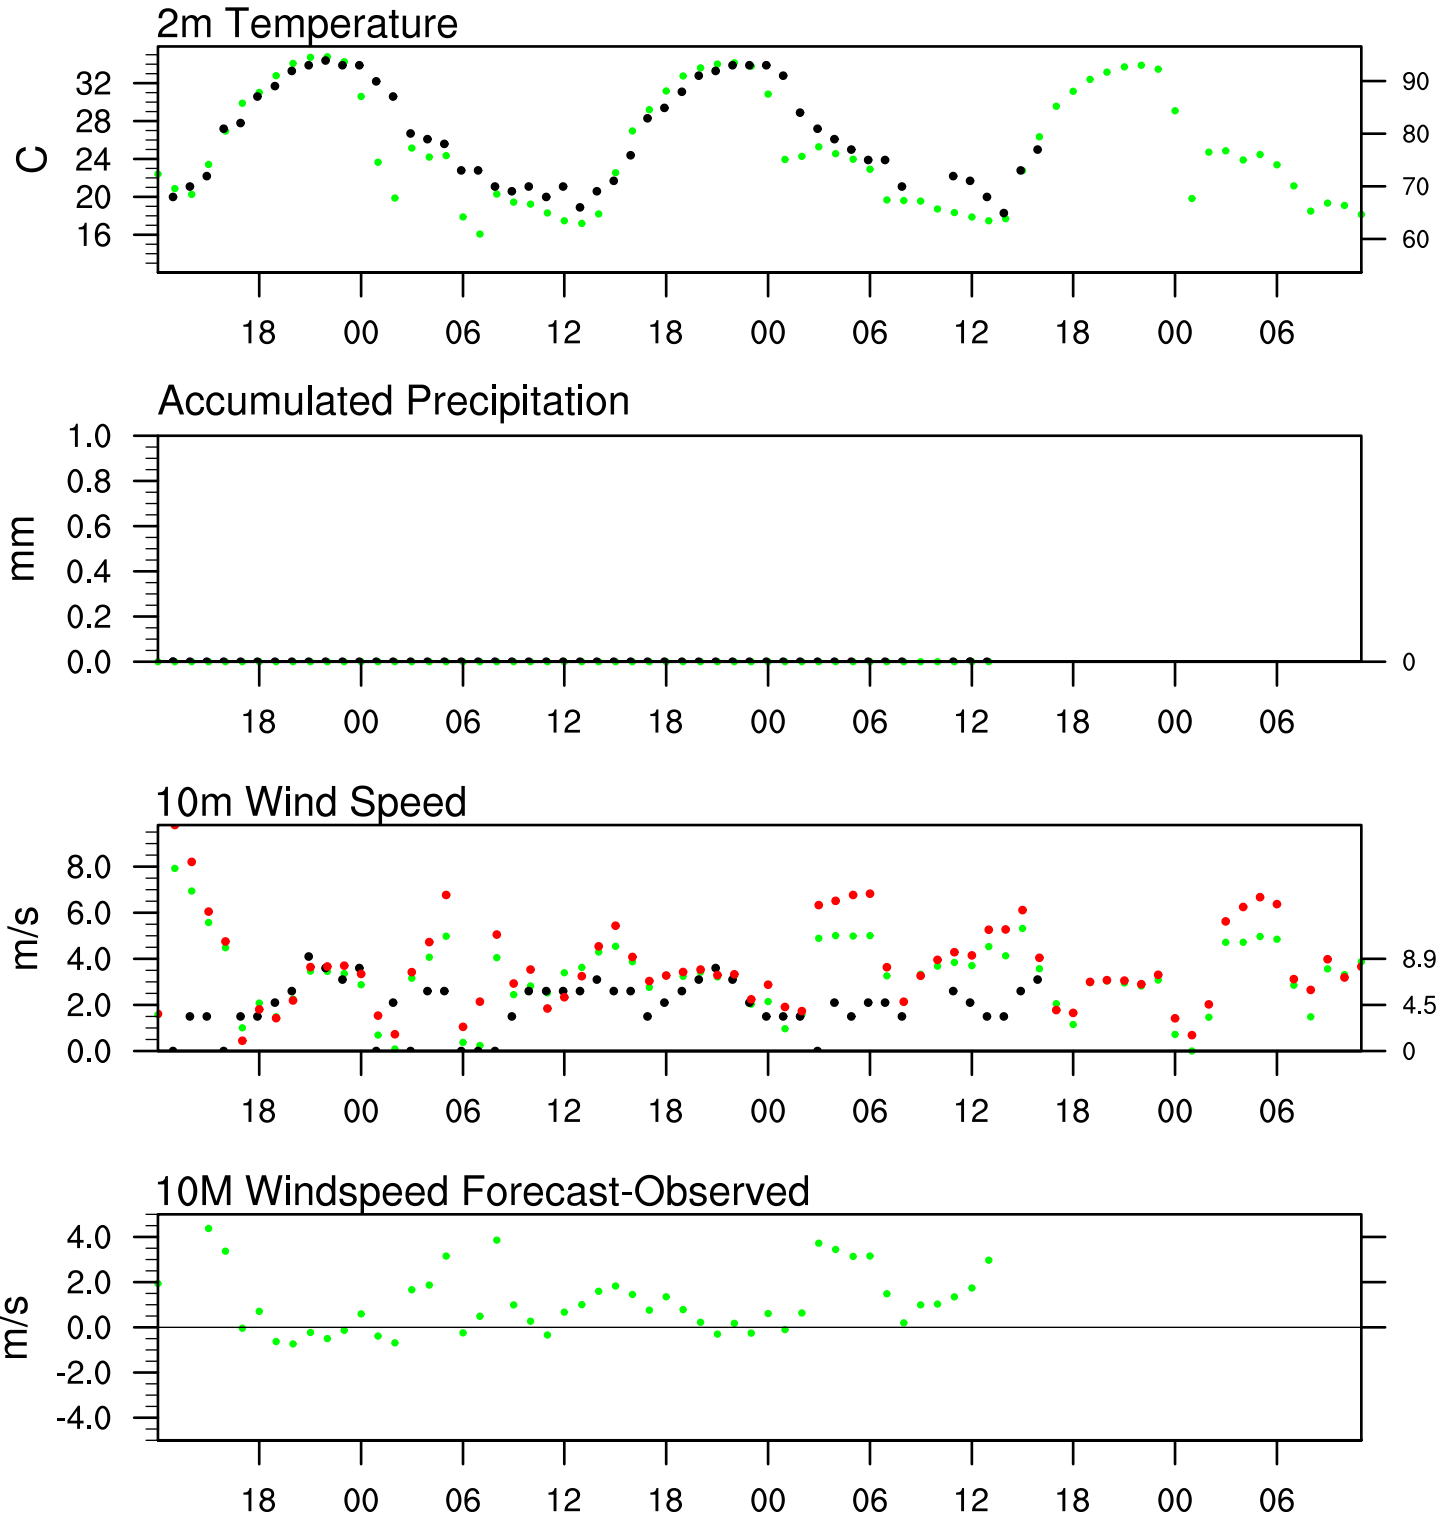 2m Temperature
32
28
24
20
16
C
90
80
70
60
18 00 06 12 18 00 06 12 18 00 06
Accumulated Precipitation
1.0
0.8
0.6
0.4
0.2
0.0
mm
0
18 00 06 12 18 00 06 12 18 00 06
10m Wind Speed
8.0
6.0
4.0
2.0
0.0
m/s
8.9
4.5
0
18 00 06 12 18 00 06 12 18 00 06
10M Windspeed Forecast-Observed
4.0
2.0
0.0
-2.0
-4.0
m/s
18 00 06 12 18 00 06 12 18 00 06